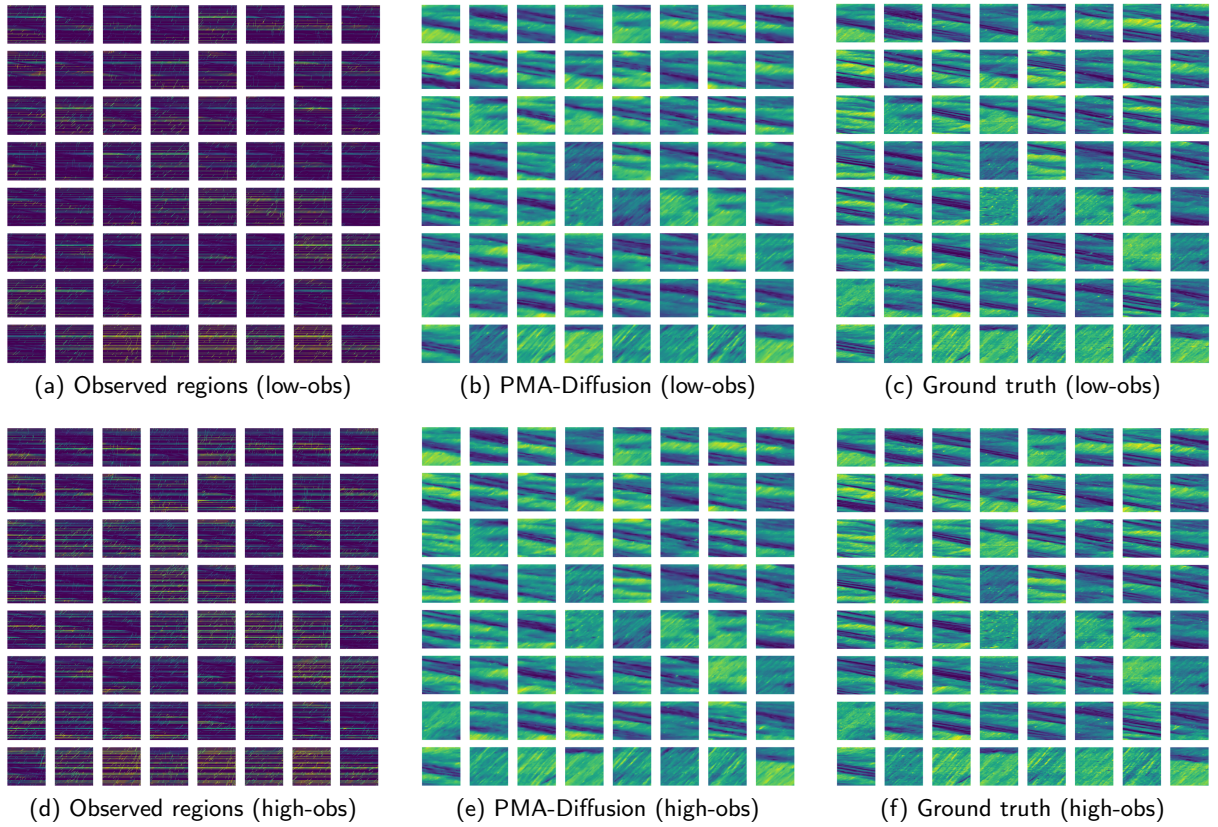 (a) Observed regions (low-obs)
(b) PMA-Diffusion (low-obs)
(c) Ground truth (low-obs)
(d) Observed regions (high-obs)
(e) PMA-Diffusion (high-obs)
(f) Ground truth (high-obs)